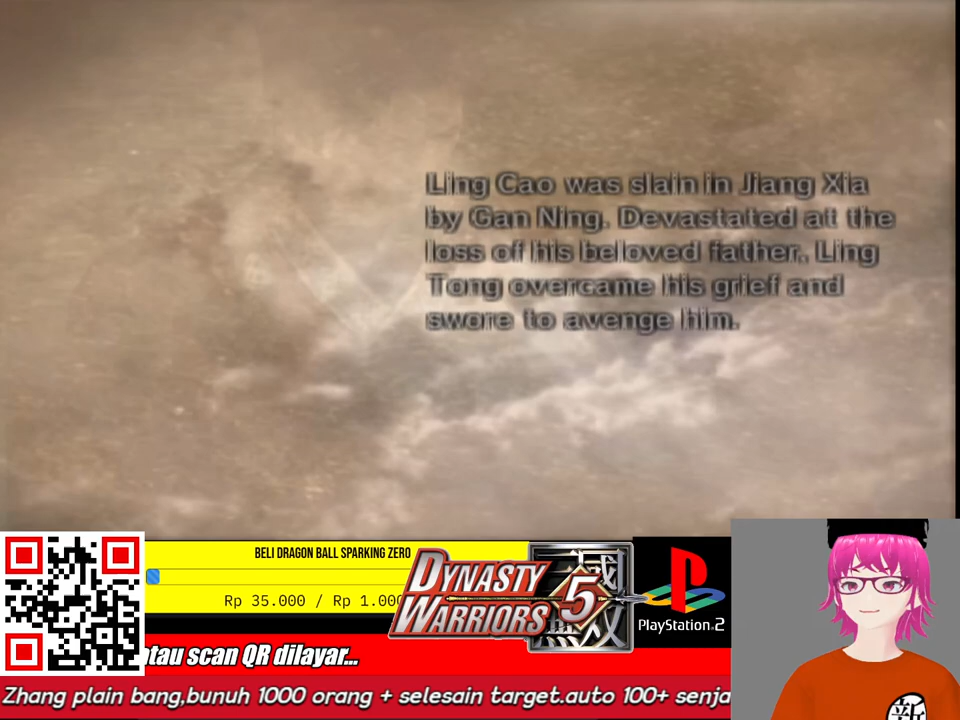 Ling Cao was slain in Jiang Xia
by Gan Ning. Devastated at the
loss of his beloved father. Ling
Tong overcame his grief and
swore to avenge him.
BELI DRAGON BALL SPARKING ZERO
Rp 35.000 / Rp 1.000
DYNASTY
WARRIORS 5
PlayStation 2
atau scan QR dilayar...
Zhang plain bang,bunuh 1000 orang + selesain target.auto 100+ senja
新